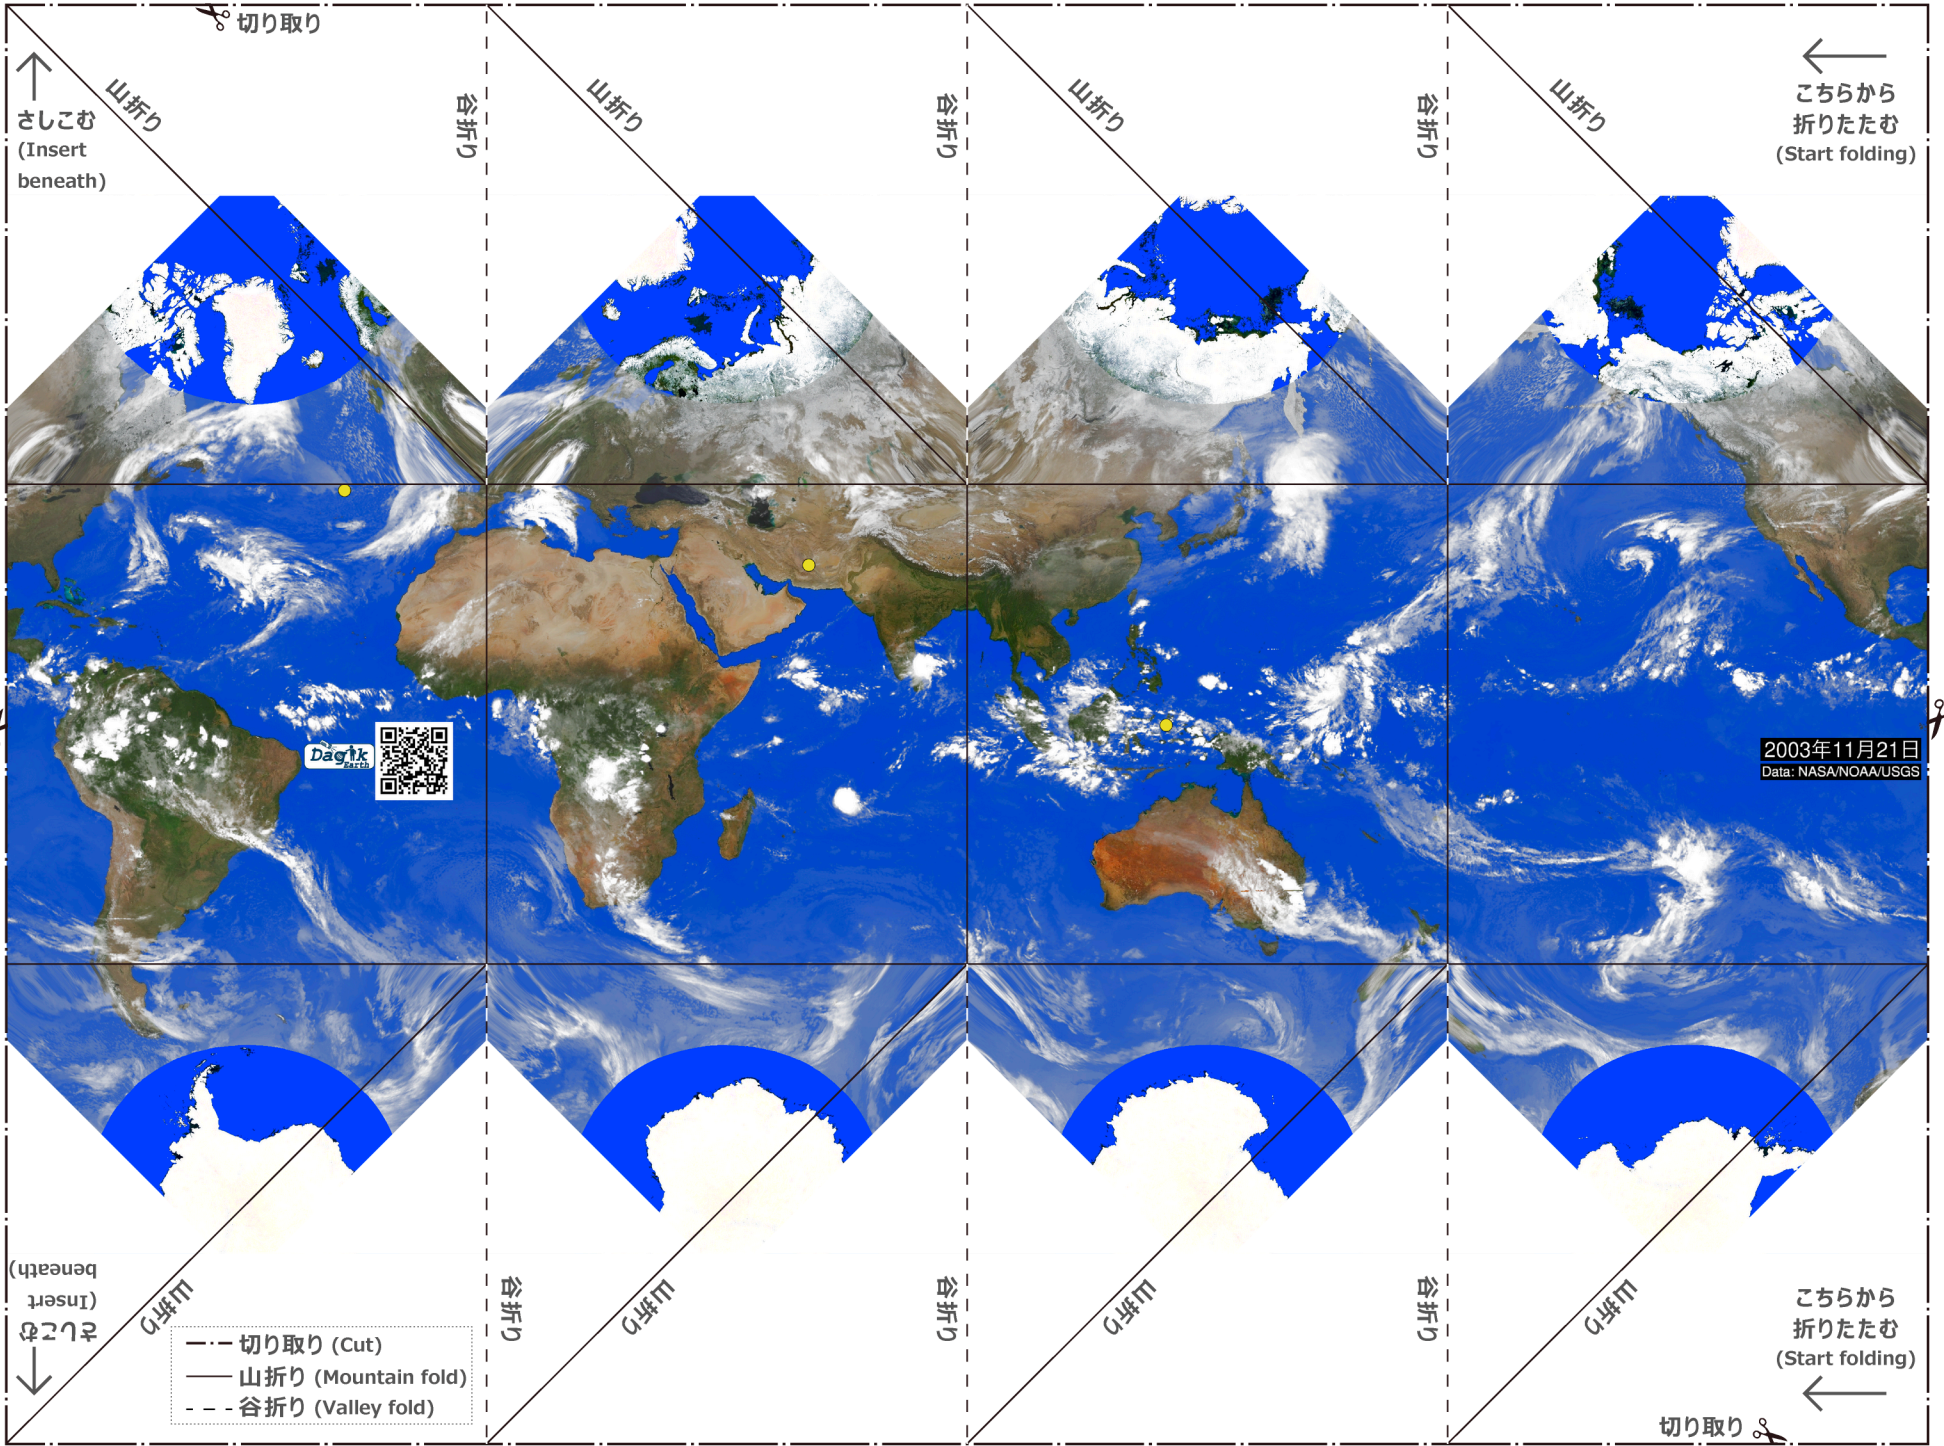 切り取り
山折り
谷折り
山折り
谷折り
山折り
谷折り
山折り
さしこむ
(Insert
beneath)
こちらから
折りたたむ
(Start folding)
Dagik
Earth
2003年11月21日
Data: NASA/NOAA/USGS
さしこむ
(Insert
beneath)
山折り
谷折り
山折り
谷折り
山折り
谷折り
山折り
こちらから
折りたたむ
(Start folding)
切り取り (Cut)
山折り (Mountain fold)
谷折り (Valley fold)
切り取り